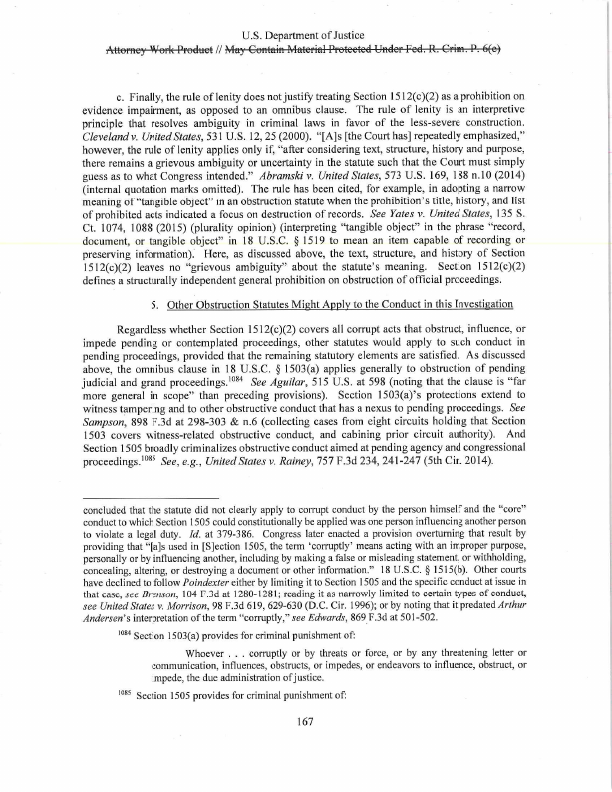 U.S. Department of Justice
Attorney Work Product // May Contain Material Protected Under Fed. R. Crim. P. 6(e)
c. Finally, the rule of lenity does not justify treating Section 1512(c)(2) as a prohibition on
evidence impairment, as opposed to an omnibus clause. The rule of lenity is an interpretive
principle that resolves ambiguity in criminal laws in favor of the less-severe construction.
Cleveland v. United States, 531 U.S. 12, 25 (2000). "[A]s [the Court has] repeatedly emphasized,"
however, the rule of lenity applies only if, "after considering text, structure, history and purpose,
there remains a grievous ambiguity or uncertainty in the statute such that the Court must simply
guess as to what Congress intended." Abramski v. United States, 573 U.S. 169, 188 n.10 (2014)
(internal quotation marks omitted). The rule has been cited, for example, in adopting a narrow
meaning of "tangible object" in an obstruction statute when the prohibition's title, history, and list
of prohibited acts indicated a focus on destruction of records. See Yates v. United States, 135 S.
Ct. 1074, 1088 (2015) (plurality opinion) (interpreting "tangible object" in the phrase "record,
document, or tangible object" in 18 U.S.C. § 1519 to mean an item capable of recording or
preserving information). Here, as discussed above, the text, structure, and history of Section
1512(c)(2) leaves no "grievous ambiguity" about the statute's meaning. Section 1512(c)(2)
defines a structurally independent general prohibition on obstruction of official proceedings.
5. Other Obstruction Statutes Might Apply to the Conduct in this Investigation
Regardless whether Section 1512(c)(2) covers all corrupt acts that obstruct, influence, or
impede pending or contemplated proceedings, other statutes would apply to such conduct in
pending proceedings, provided that the remaining statutory elements are satisfied. As discussed
above, the omnibus clause in 18 U.S.C. § 1503(a) applies generally to obstruction of pending
judicial and grand proceedings.1084 See Aguilar, 515 U.S. at 598 (noting that the clause is "far
more general in scope" than preceding provisions). Section 1503(a)'s protections extend to
witness tampering and to other obstructive conduct that has a nexus to pending proceedings. See
Sampson, 898 F.3d at 298-303 & n.6 (collecting cases from eight circuits holding that Section
1503 covers witness-related obstructive conduct, and cabining prior circuit authority). And
Section 1505 broadly criminalizes obstructive conduct aimed at pending agency and congressional
proceedings.1085 See, e.g., United States v. Rainey, 757 F.3d 234, 241-247 (5th Cir. 2014).
concluded that the statute did not clearly apply to corrupt conduct by the person himself and the "core"
conduct to which Section 1505 could constitutionally be applied was one person influencing another person
to violate a legal duty. Id. at 379-386. Congress later enacted a provision overturning that result by
providing that "[a]s used in [S]ection 1505, the term 'corruptly' means acting with an improper purpose,
personally or by influencing another, including by making a false or misleading statement, or withholding,
concealing, altering, or destroying a document or other information." 18 U.S.C. § 1515(b). Other courts
have declined to follow Poindexter either by limiting it to Section 1505 and the specific conduct at issue in
that case, see Brenson, 104 F.3d at 1280-1281; reading it as narrowly limited to certain types of conduct,
see United States v. Morrison, 98 F.3d 619, 629-630 (D.C. Cir. 1996); or by noting that it predated Arthur
Andersen's interpretation of the term "corruptly," see Edwards, 869 F.3d at 501-502.
1084 Section 1503(a) provides for criminal punishment of:
Whoever . . . corruptly or by threats or force, or by any threatening letter or
communication, influences, obstructs, or impedes, or endeavors to influence, obstruct, or
impede, the due administration of justice.
1085 Section 1505 provides for criminal punishment of:
167